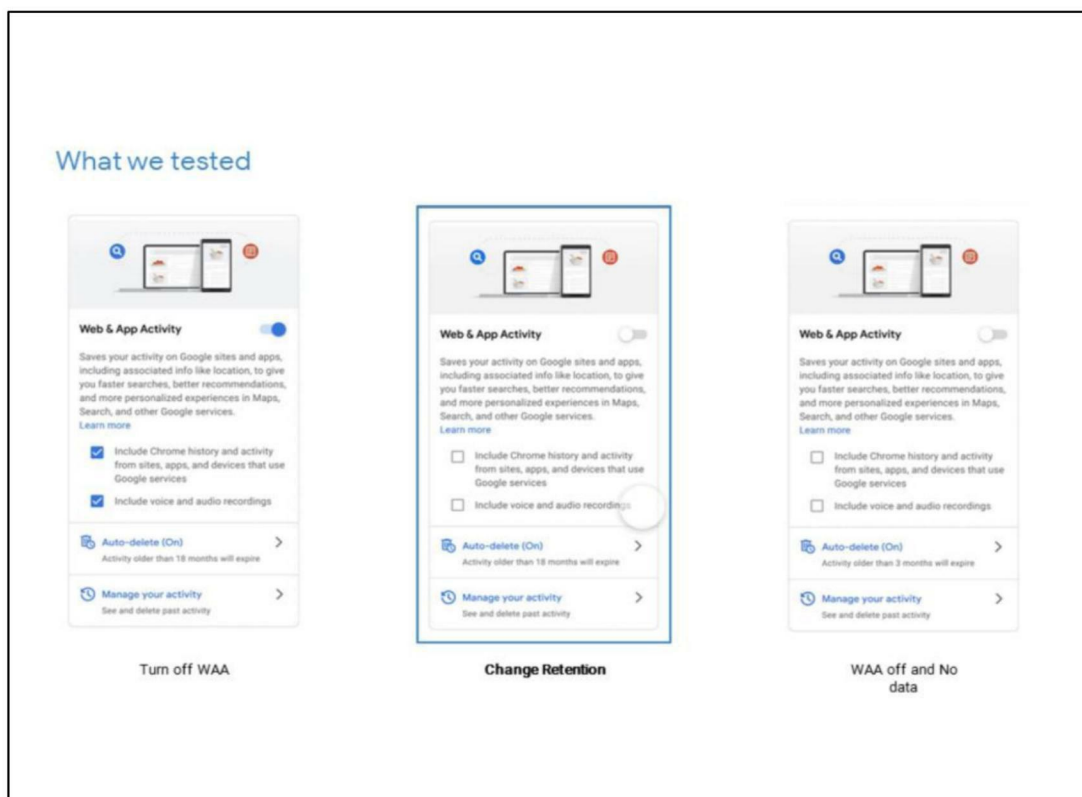 What we tested
Web & App Activity
Saves your activity on Google sites and apps,
including associated info like location, to give
you faster searches, better recommendations,
and more personalized experiences in Maps,
Search, and other Google services.
Learn more
Include Chrome history and activity
from sites, apps, and devices that use
Google services
Include voice and audio recordings
Auto-delete (On)
Activity older than 18 months will expire
Manage your activity
See and delete past activity
Turn off WAA
Web & App Activity
Saves your activity on Google sites and apps,
including associated info like location, to give
you faster searches, better recommendations,
and more personalized experiences in Maps,
Search, and other Google services.
Learn more
Include Chrome history and activity
from sites, apps, and devices that use
Google services
Include voice and audio recordings
Auto-delete (On)
Activity older than 18 months will expire
Manage your activity
See and delete past activity
Change Retention
Web & App Activity
Saves your activity on Google sites and apps,
including associated info like location, to give
you faster searches, better recommendations,
and more personalized experiences in Maps,
Search, and other Google services.
Learn more
Include Chrome history and activity
from sites, apps, and devices that use
Google services
Include voice and audio recordings
Auto-delete (On)
Activity older than 3 months will expire
Manage your activity
See and delete past activity
WAA off and No
data